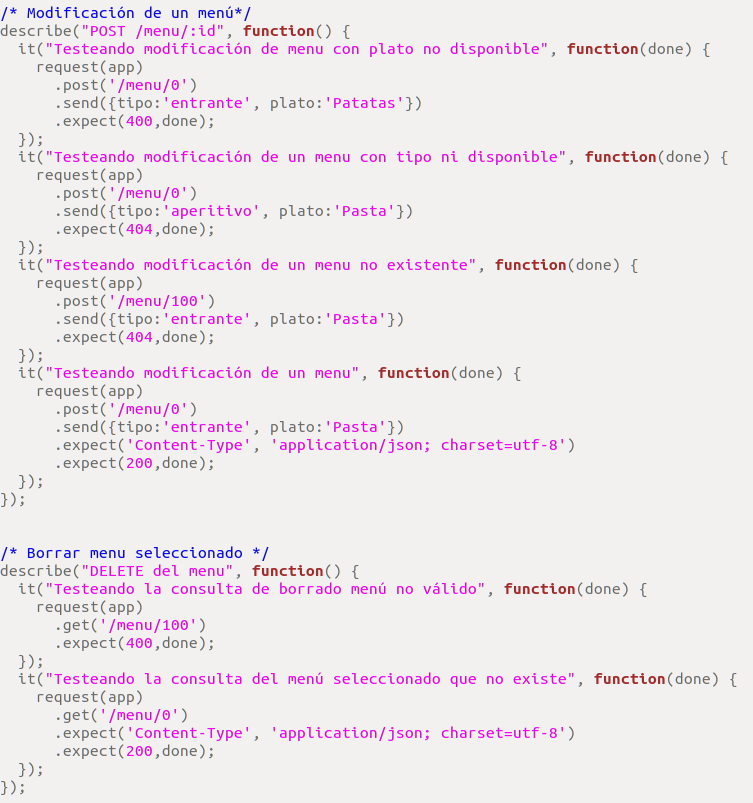 /* Modificación de un menú*/
describe("POST /menu/:id", function() {
  it("Testeando modificación de menu con plato no disponible", function(done) {
    request(app)
      .post('/menu/0')
      .send({tipo:'entrante', plato:'Patatas'})
      .expect(400,done);
  });
  it("Testeando modificación de un menu con tipo ni disponible", function(done) {
    request(app)
      .post('/menu/0')
      .send({tipo:'aperitivo', plato:'Pasta'})
      .expect(404,done);
  });
  it("Testeando modificación de un menu no existente", function(done) {
    request(app)
      .post('/menu/100')
      .send({tipo:'entrante', plato:'Pasta'})
      .expect(404,done);
  });
  it("Testeando modificación de un menu", function(done) {
    request(app)
      .post('/menu/0')
      .send({tipo:'entrante', plato:'Pasta'})
      .expect('Content-Type', 'application/json; charset=utf-8')
      .expect(200,done);
  });
});
/* Borrar menu seleccionado */
describe("DELETE del menu", function() {
  it("Testeando la consulta de borrado menú no válido", function(done) {
    request(app)
      .get('/menu/100')
      .expect(400,done);
  });
  it("Testeando la consulta del menú seleccionado que no existe", function(done) {
    request(app)
      .get('/menu/0')
      .expect('Content-Type', 'application/json; charset=utf-8')
      .expect(200,done);
  });
});